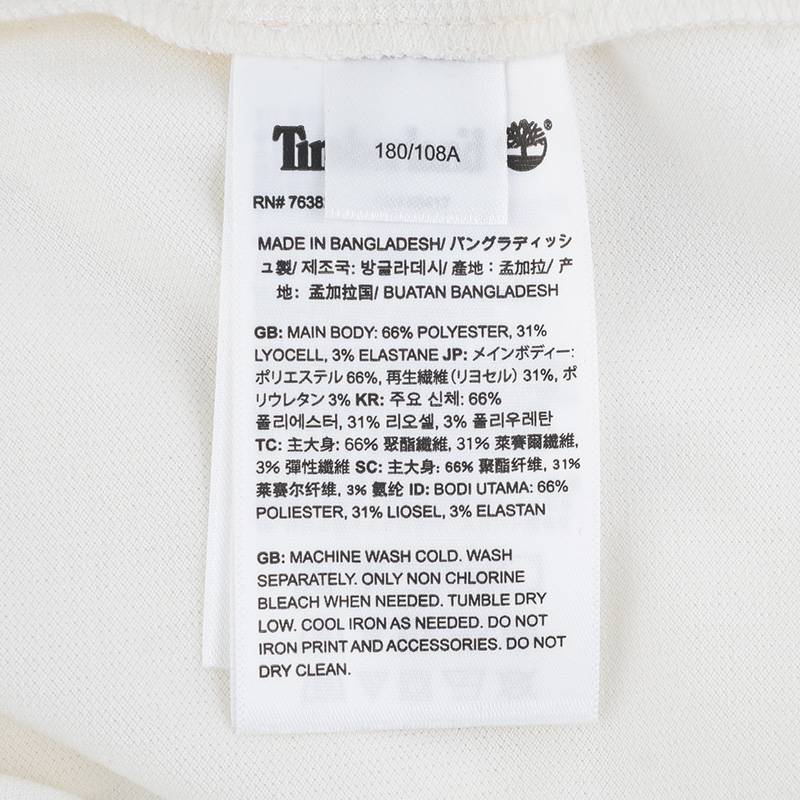 180/108A
RN#
MADE IN BANGLADESH/ バングラディッシ
ュ製/ 제조국: 방글라데시/ 產地：孟加拉/ 产
地：孟加拉国/ BUATAN BANGLADESH
GB: MAIN BODY: 66% POLYESTER, 31%
LYOCELL, 3% ELASTANE JP: メインボディー:
ポリエステル 66%, 再生繊維（リヨセル）31%, ポ
リウレタン 3% KR: 주요 신체: 66%
폴리에스터, 31% 리오셀, 3% 폴리우레탄
TC: 主大身: 66% 聚酯纖維, 31% 萊賽爾纖維,
3% 彈性纖維 SC: 主大身: 66% 聚酯纤维, 31%
莱赛尔纤维, 3% 氨纶 ID: BODI UTAMA: 66%
POLIESTER, 31% LIOSEL, 3% ELASTAN
GB: MACHINE WASH COLD. WASH
SEPARATELY. ONLY NON CHLORINE
BLEACH WHEN NEEDED. TUMBLE DRY
LOW. COOL IRON AS NEEDED. DO NOT
IRON PRINT AND ACCESSORIES. DO NOT
DRY CLEAN.